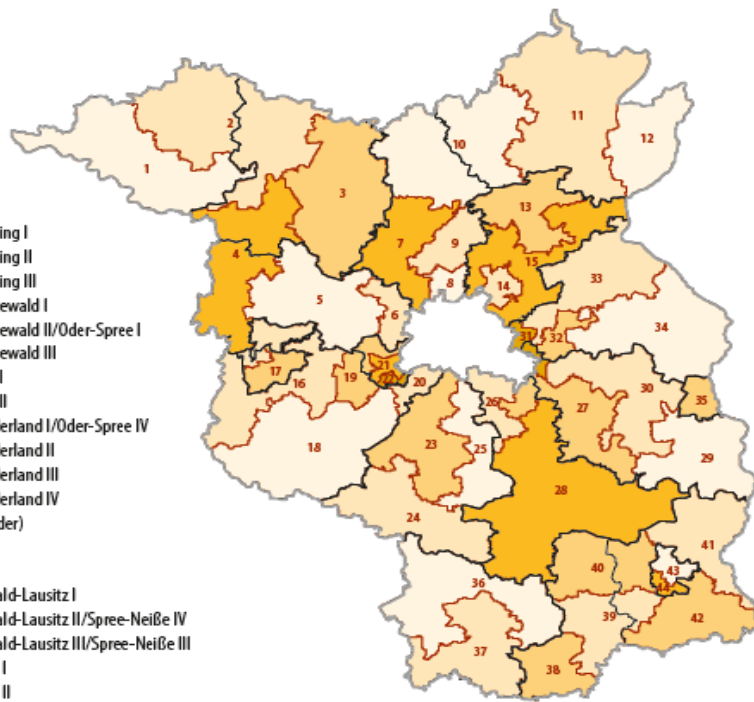 ing I
ing II
ing III
ewald I
ewald II/Oder-Spree I
ewald III
I
II
erland I/Oder-Spree IV
erland II
erland III
erland IV
der)
ald-Lausitz I
ald-Lausitz II/Spree-Neiße IV
ald-Lausitz III/Spree-Neiße III
I
II
1
2
3
4
5
6
7
8
9
10
11
12
13
14
15
16
17
18
19
20
21
22
23
24
25
26
27
28
29
30
31
32
33
34
35
36
37
38
39
40
41
42
43
44